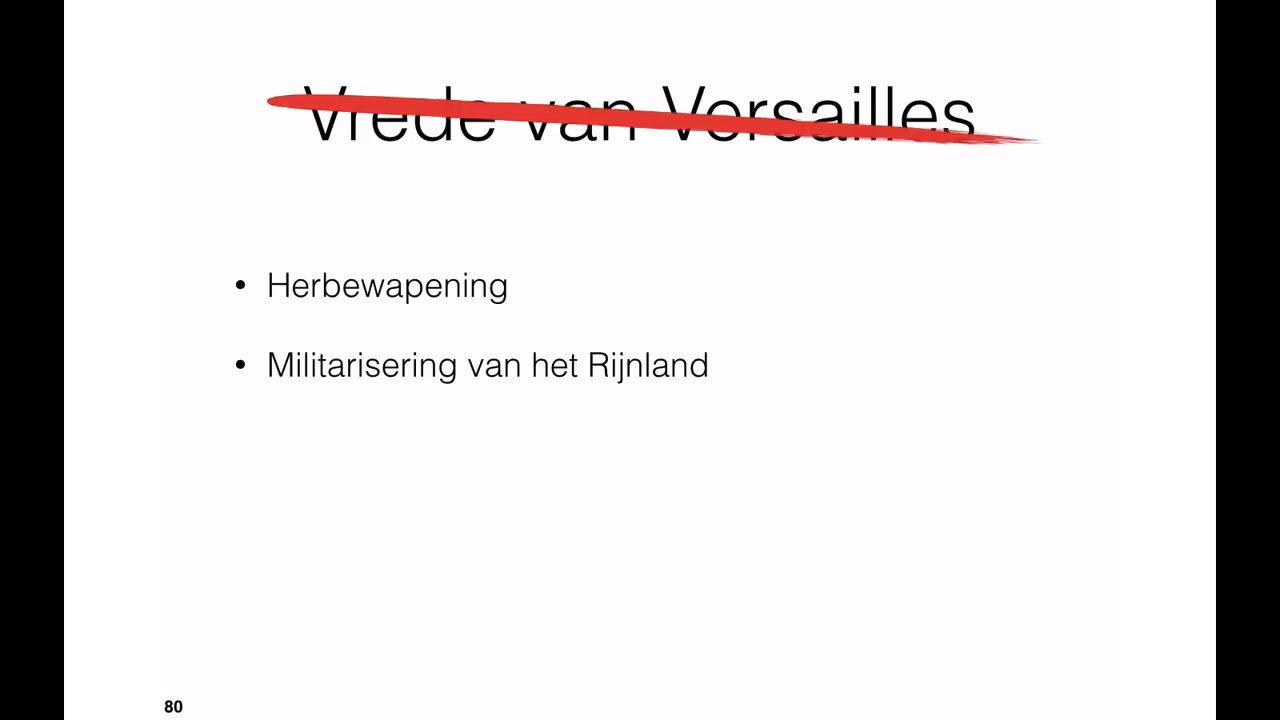 Vrede van Versailles
• Herbewapening
• Militarisering van het Rijnland
80